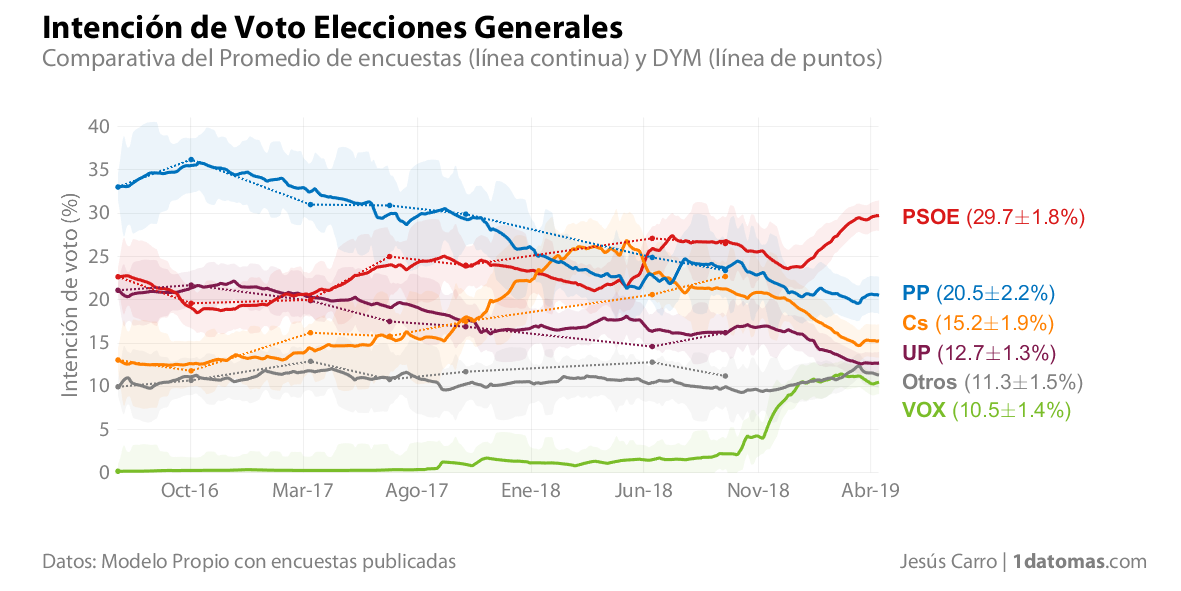 Intención de Voto Elecciones Generales
Comparativa del Promedio de encuestas (línea continua) y DYM (línea de puntos)
Intención de voto (%)
40
35
30
25
20
15
10
5
0
Oct-16 Mar-17 Ago-17 Ene-18 Jun-18 Nov-18 Abr-19
PSOE (29.7±1.8%)
PP (20.5±2.2%)
Cs (15.2±1.9%)
UP (12.7±1.3%)
Otros (11.3±1.5%)
VOX (10.5±1.4%)
Datos: Modelo Propio con encuestas publicadas
Jesús Carro | 1datomas.com